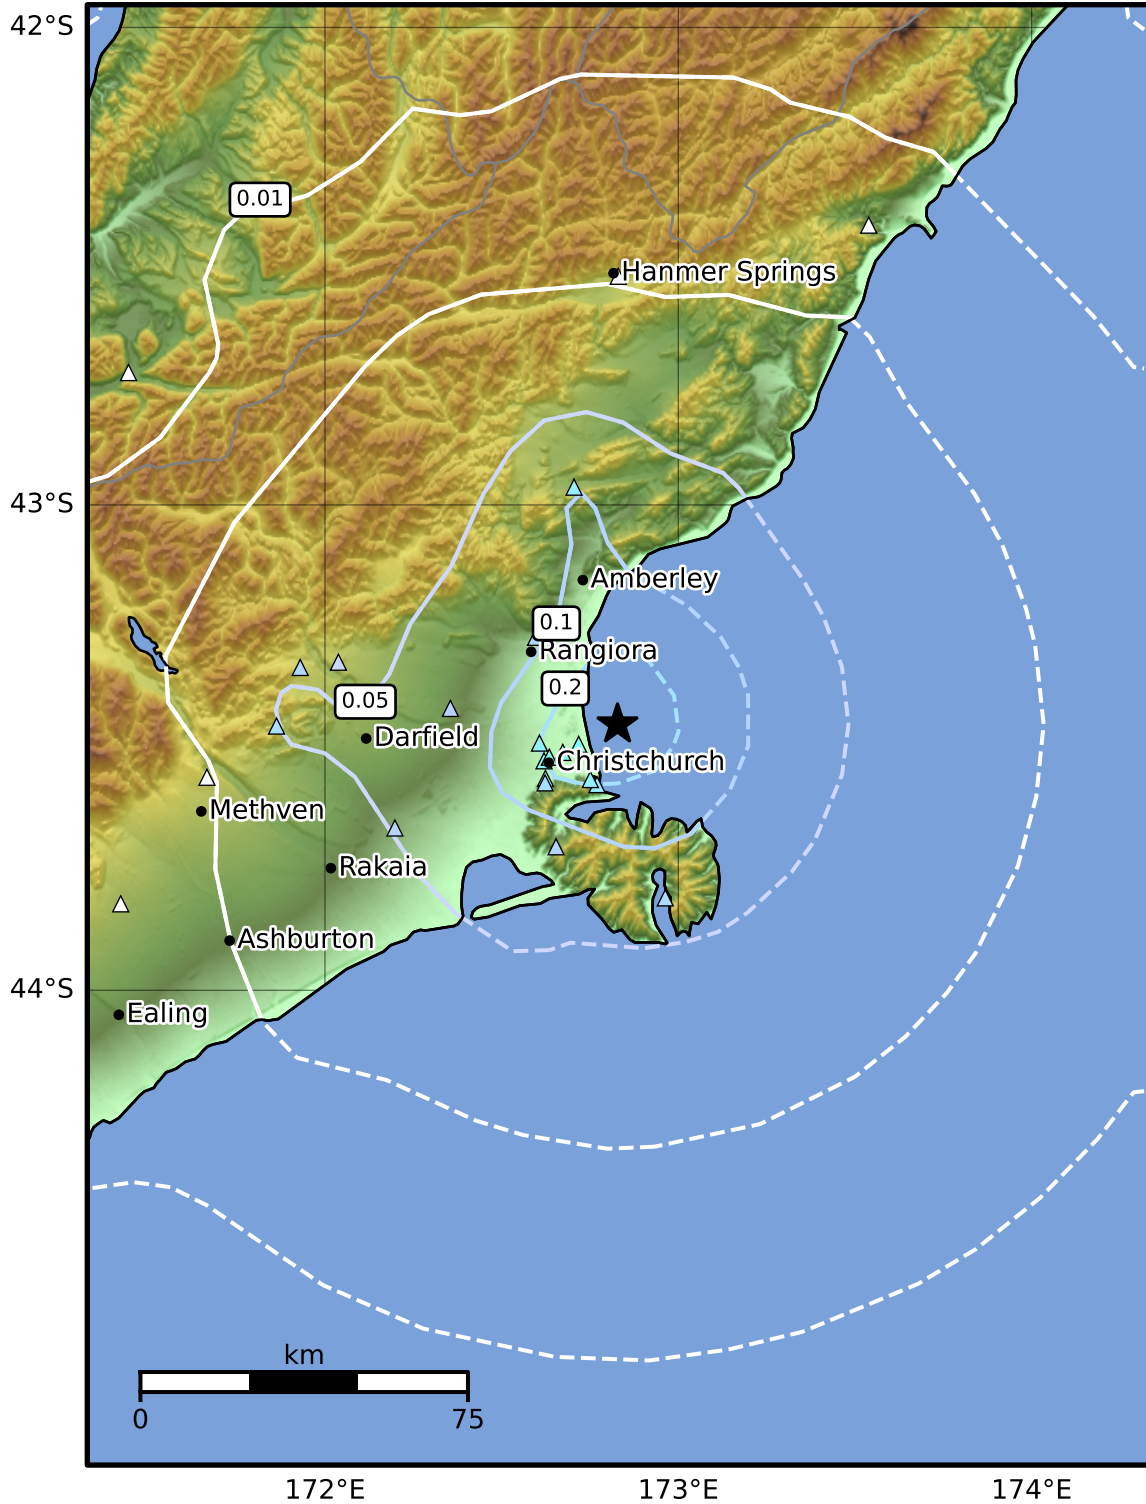 42°S
0.01
Hanmer Springs
43°S
Amberley
0.1
Rangiora
0.2
0.05
Darfield
Christchurch
Methven
Rakaia
Ashburton
44°S
Ealing
km
0 75
172°E 173°E 174°E